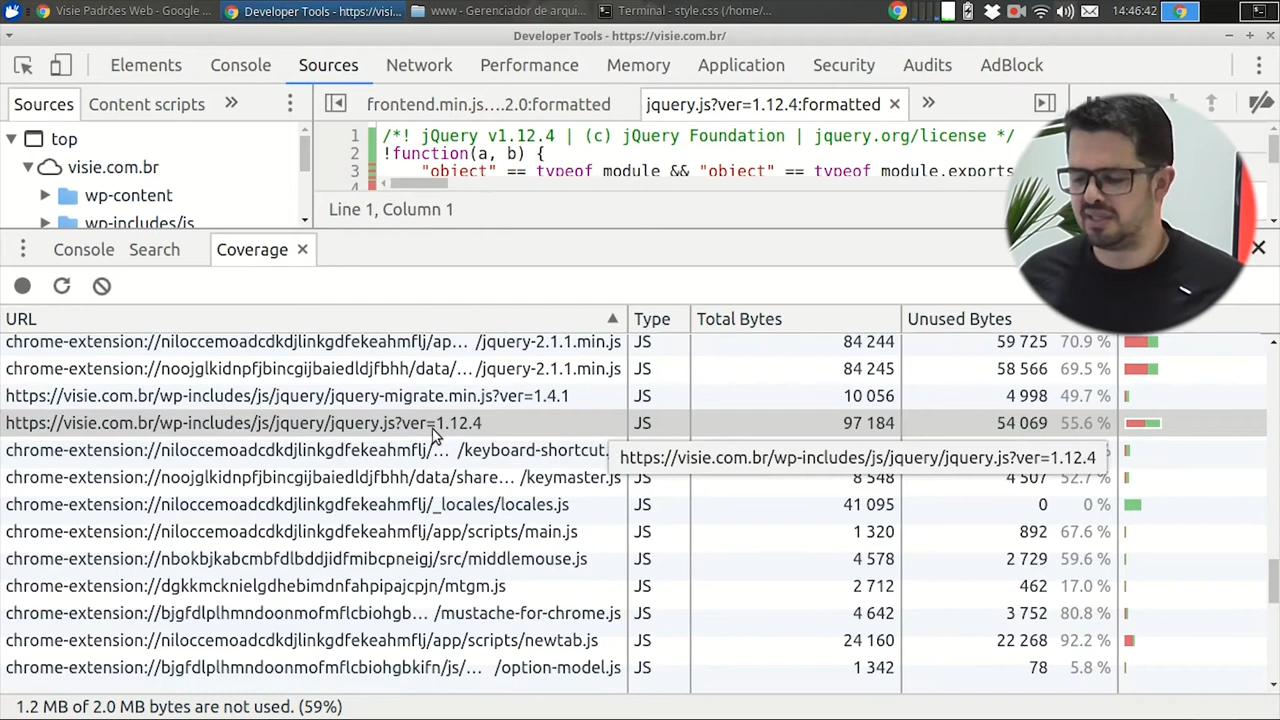 Visie Padrões Web - Google ...
Developer Tools - https://visi...
www - Gerenciador de arqui...
Terminal - style.css (/home/...
14:46:42
Developer Tools - https://visie.com.br/
Elements Console Sources Network Performance Memory Application Security Audits AdBlock
Sources Content scripts »
frontend.min.js....2.0:formatted jquery.js?ver=1.12.4:formatted × »
top
visie.com.br
wp-content
wp-includes/js
1 /*! jQuery v1.12.4 | (c) jQuery Foundation | jquery.org/license */
2 !function(a, b) {
3 "object" == typeof module && "object" == typeof module.exports
4
Line 1, Column 1
Console Search Coverage ×
URL Type Total Bytes Unused Bytes
chrome-extension://niloccemoadcdkdjlinkgdfekeahmflj/ap... /jquery-2.1.1.min.js JS 84 244 59 725 70.9 %
chrome-extension://noojglkidnpfjbincgijbaiedldjfbhh/data/... /jquery-2.1.1.min.js JS 84 245 58 566 69.5 %
https://visie.com.br/wp-includes/js/jquery/jquery-migrate.min.js?ver=1.4.1 JS 10 056 4 998 49.7 %
https://visie.com.br/wp-includes/js/jquery/jquery.js?ver=1.12.4 JS 97 184 54 069 55.6 %
chrome-extension://niloccemoadcdkdjlinkgdfekeahmflj/... /keyboard-shortcut.
https://visie.com.br/wp-includes/js/jquery/jquery.js?ver=1.12.4
chrome-extension://noojglkidnpfjbincgijbaiedldjfbhh/data/share... /keymaster.js JS 8 548 4 507 52.7 %
chrome-extension://niloccemoadcdkdjlinkgdfekeahmflj/_locales/locales.js JS 41 095 0 0 %
chrome-extension://niloccemoadcdkdjlinkgdfekeahmflj/app/scripts/main.js JS 1 320 892 67.6 %
chrome-extension://nbokbjkabcmbfdlbddjidfmibcpneigj/src/middlemouse.js JS 4 578 2 729 59.6 %
chrome-extension://dgkkmcknielgdhebimdnfahpipajcpjn/mtgm.js JS 2 712 462 17.0 %
chrome-extension://bjgfdlplhmndoonmofmflcbiohgb... /mustache-for-chrome.js JS 4 642 3 752 80.8 %
chrome-extension://niloccemoadcdkdjlinkgdfekeahmflj/app/scripts/newtab.js JS 24 160 22 268 92.2 %
chrome-extension://bjgfdlplhmndoonmofmflcbiohgbkifn/js/... /option-model.js JS 1 342 78 5.8 %
1.2 MB of 2.0 MB bytes are not used. (59%)